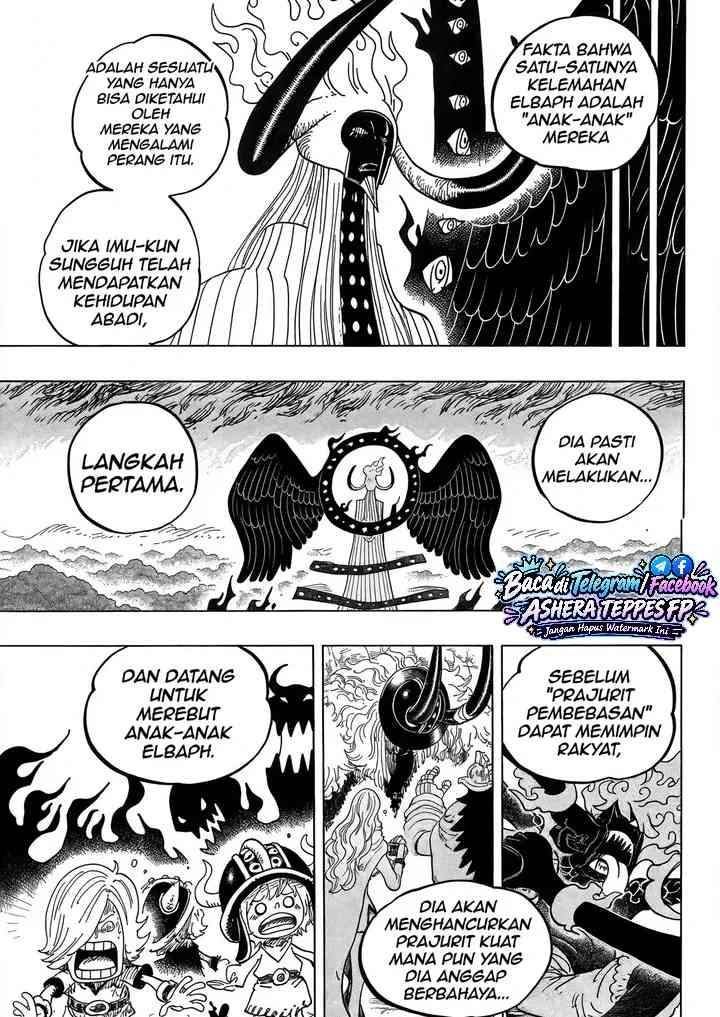 FAKTA BAHWA
SATU-SATUNYA
KELEMAHAN
ELBAPH ADALAH
"ANAK-ANAK"
MEREKA
ADALAH SESUATU
YANG HANYA
BISA DIKETAHUI
OLEH
MEREKA YANG
MENGALAMI
PERANG ITU.
JIKA IMU-KUN
SUNGGUH TELAH
MENDAPATKAN
KEHIDUPAN
ABADI,
DIA PASTI
AKAN
MELAKUKAN...
LANGKAH
PERTAMA.
Baca di Telegram/Facebook
ASHERA TEPPES FP
Jangan Hapus Watermark Ini
SEBELUM
"PRAJURIT
PEMBEBASAN"
DAPAT MEMIMPIN
RAKYAT,
DIA AKAN
MENGHANCURKAN
PRAJURIT KUAT
MANA PUN YANG
DIA ANGGAP
BERBAHAYA...
DAN DATANG
UNTUK
MEREBUT
ANAK-ANAK
ELBAPH.